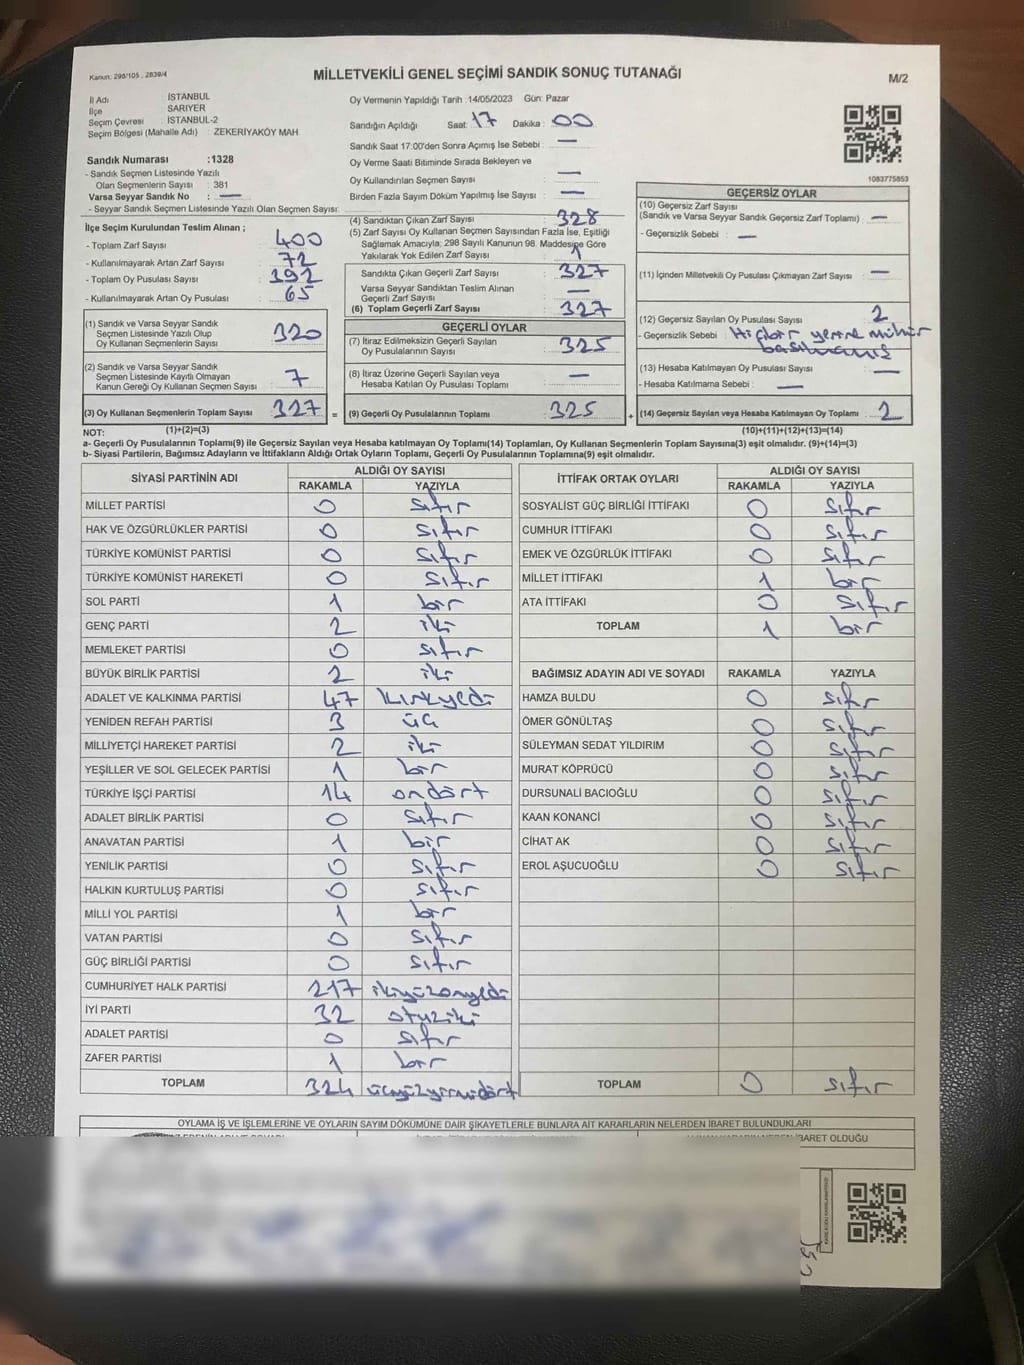 Kanun: 290/105 , 2839/4
MİLLETVEKİLİ GENEL SEÇİMİ SANDIK SONUÇ TUTANAĞI
M/2
İl Adı : İSTANBUL
İlçe : SARIYER
Seçim Çevresi : İSTANBUL-2
Seçim Bölgesi (Mahalle Adı) : ZEKERİYAKÖY MAH
Sandık Numarası :1328
- Sandık Seçmen Listesinde Yazılı
Olan Seçmenlerin Sayısı : 381
Varsa Seyyar Sandık No : —
- Seyyar Sandık Seçmen Listesinde Yazılı Olan Seçmen Sayısı:
İlçe Seçim Kurulundan Teslim Alınan ;
- Toplam Zarf Sayısı : 400
- Kullanılmayarak Artan Zarf Sayısı : 72
- Toplam Oy Pusulası Sayısı : 392
- Kullanılmayarak Artan Oy Pusulası : 65
(1) Sandık ve Varsa Seyyar Sandık
Seçmen Listesinde Yazılı Olup
Oy Kullanan Seçmenlerin Sayısı : 320
(2) Sandık ve Varsa Seyyar Sandık
Seçmen Listesinde Kayıtlı Olmayan
Kanun Gereği Oy Kullanan Seçmen Sayısı : 7
(3) Oy Kullanan Seçmenlerin Toplam Sayısı : 327
(1)+(2)=(3)
Oy Vermenin Yapıldığı Tarih :14/05/2023 Gün: Pazar
Sandığın Açıldığı Saat: 17 Dakika : 00
Sandık Saat 17:00'den Sonra Açımış İse Sebebi : —
Oy Verme Saati Bitiminde Sırada Bekleyen ve
Oy Kullandırılan Seçmen Sayısı : —
Birden Fazla Sayım Döküm Yapılmış İse Sayısı : —
(4) Sandıktan Çıkan Zarf Sayısı : 328
(5) Zarf Sayısı Oy Kullanan Seçmen Sayısından Fazla İse, Eşitliği
Sağlamak Amacıyla; 298 Sayılı Kanunun 98. Maddesine Göre
Yakılarak Yok Edilen Zarf Sayısı : 1
Sandıkta Çıkan Geçerli Zarf Sayısı : 327
Varsa Seyyar Sandıktan Teslim Alınan
Geçerli Zarf Sayısı : —
(6) Toplam Geçerli Zarf Sayısı : 327
GEÇERLİ OYLAR
(7) İtiraz Edilmeksizin Geçerli Sayılan
Oy Pusulalarının Sayısı : 325
(8) İtiraz Üzerine Geçerli Sayılan veya
Hesaba Katılan Oy Pusulası Toplamı : —
= (9) Geçerli Oy Pusulalarının Toplamı : 325
1083775853
GEÇERSİZ OYLAR
(10) Geçersiz Zarf Sayısı
(Sandık ve Varsa Seyyar Sandık Geçersiz Zarf Toplamı) : —
- Geçersizlik Sebebi : —
(11) İçinden Milletvekili Oy Pusulası Çıkmayan Zarf Sayısı : —
(12) Geçersiz Sayılan Oy Pusulası Sayısı : 2
- Geçersizlik Sebebi : Hiçbir yerine mühür
basılmamış
(13) Hesaba Katılmayan Oy Pusulası Sayısı : —
- Hesaba Katılmama Sebebi : —
+ (14) Geçersiz Sayılan veya Hesaba Katılmayan Oy Toplamı : 2
(10)+(11)+(12)+(13)=(14)
NOT:
a- Geçerli Oy Pusulalarının Toplamı(9) ile Geçersiz Sayılan veya Hesaba katılmayan Oy Toplamı(14) Toplamları, Oy Kullanan Seçmenlerin Toplam Sayısına(3) eşit olmalıdır. (9)+(14)=(3)
b- Siyasi Partilerin, Bağımsız Adayların ve İttifakların Aldığı Ortak Oyların Toplamı, Geçerli Oy Pusulalarının Toplamına(9) eşit olmalıdır.
SİYASİ PARTİNİN ADI ALDIĞI OY SAYISI
RAKAMLA YAZIYLA
MİLLET PARTİSİ 0 sıfır
HAK VE ÖZGÜRLÜKLER PARTİSİ 0 sıfır
TÜRKİYE KOMÜNİST PARTİSİ 0 sıfır
TÜRKİYE KOMÜNİST HAREKETİ 0 sıfır
SOL PARTİ 1 bir
GENÇ PARTİ 2 iki
MEMLEKET PARTİSİ 0 sıfır
BÜYÜK BİRLİK PARTİSİ 2 iki
ADALET VE KALKINMA PARTİSİ 47 kırkyedi
YENİDEN REFAH PARTİSİ 3 üç
MİLLİYETÇİ HAREKET PARTİSİ 2 iki
YEŞİLLER VE SOL GELECEK PARTİSİ 1 bir
TÜRKİYE İŞÇİ PARTİSİ 14 ondört
ADALET BİRLİK PARTİSİ 0 sıfır
ANAVATAN PARTİSİ 1 bir
YENİLİK PARTİSİ 0 sıfır
HALKIN KURTULUŞ PARTİSİ 0 sıfır
MİLLİ YOL PARTİSİ 1 bir
VATAN PARTİSİ 0 sıfır
GÜÇ BİRLİĞİ PARTİSİ 0 sıfır
CUMHURİYET HALK PARTİSİ 217 ikiyüzonyedi
İYİ PARTİ 32 otuziki
ADALET PARTİSİ 0 sıfır
ZAFER PARTİSİ 1 bir
TOPLAM 324 üçyüzyirmidört
İTTİFAK ORTAK OYLARI ALDIĞI OY SAYISI
RAKAMLA YAZIYLA
SOSYALİST GÜÇ BİRLİĞİ İTTİFAKI 0 sıfır
CUMHUR İTTİFAKI 0 sıfır
EMEK VE ÖZGÜRLÜK İTTİFAKI 0 sıfır
MİLLET İTTİFAKI 1 bir
ATA İTTİFAKI 0 sıfır
TOPLAM 1 bir
BAĞIMSIZ ADAYIN ADI VE SOYADI RAKAMLA YAZIYLA
HAMZA BULDU 0 sıfır
ÖMER GÖNÜLTAŞ 0 sıfır
SÜLEYMAN SEDAT YILDIRIM 0 sıfır
MURAT KÖPRÜCÜ 0 sıfır
DURSUNALİ BACIOĞLU 0 sıfır
KAAN KONANCİ 0 sıfır
CİHAT AK 0 sıfır
EROL AŞUCUOĞLU 0 sıfır
TOPLAM 0 sıfır
OYLAMA İŞ VE İŞLEMLERİNE VE OYLARIN SAYIM DÖKÜMÜNE DAİR ŞİKAYETLERLE BUNLARA AİT KARARLARIN NELERDEN İBARET BULUNDUKLARI
İBARET OLDUĞU